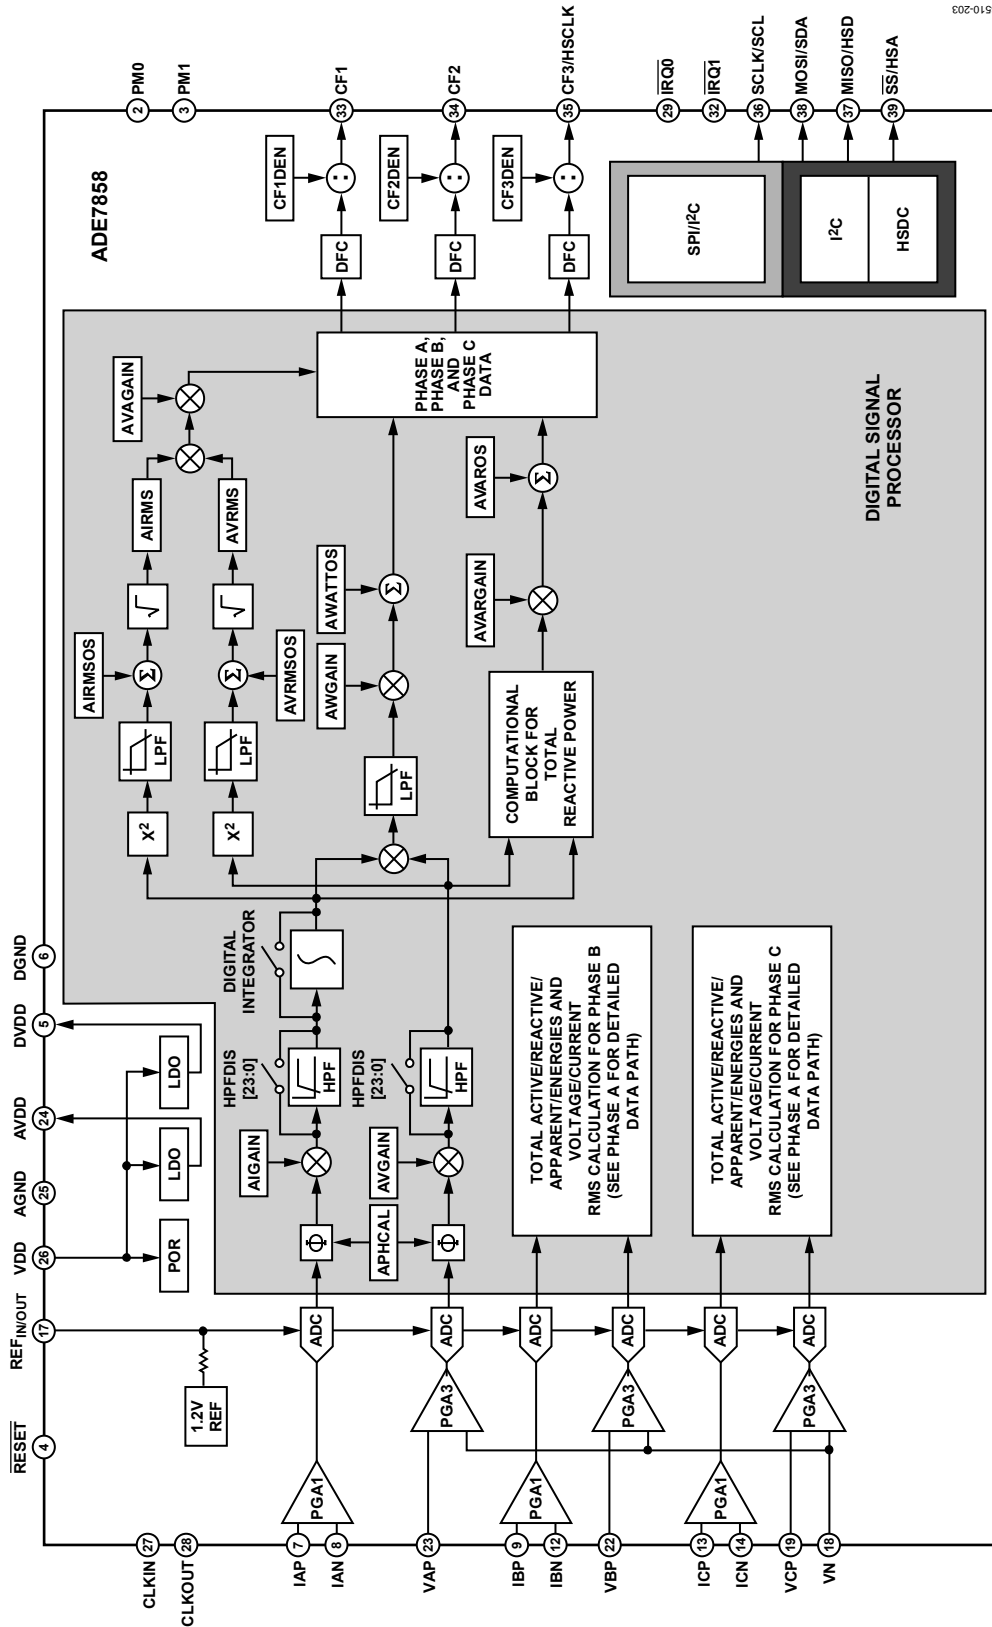 RESET
4
REF IN/OUT
17
VDD
26
AGND
25
AVDD
24
DVDD
5
DGND
6
CLKIN 27
CLKOUT 28
1.2V
REF
POR
LDO
LDO
ADE7858
2 PM0
3 PM1
IAP 7
IAN 8
PGA1
ADC
Φ
AIGAIN
HPFDIS
[23:0]
HPF
DIGITAL
INTEGRATOR
X2
LPF
AIRMSOS
Σ
√
AIRMS
X2
LPF
AVRMSOS
Σ
√
AVRMS
AVAGAIN
APHCAL
VAP 23
PGA3
ADC
Φ
AVGAIN
HPFDIS
[23:0]
HPF
LPF
AWGAIN
AWATTOS
Σ
COMPUTATIONAL
BLOCK FOR
TOTAL
REACTIVE POWER
AVARGAIN
AVAROS
Σ
PHASE A,
PHASE B,
AND
PHASE C
DATA
DFC
CF1DEN
:
33 CF1
DFC
CF2DEN
:
34 CF2
DFC
CF3DEN
:
35 CF3/HSCLK
IBP 9
IBN 12
PGA1
ADC
VBP 22
PGA3
ADC
TOTAL ACTIVE/REACTIVE/
APPARENT/ENERGIES AND
VOLTAGE/CURRENT
RMS CALCULATION FOR PHASE B
(SEE PHASE A FOR DETAILED
DATA PATH)
ICP 13
ICN 14
PGA1
ADC
VCP 19
VN 18
PGA3
ADC
TOTAL ACTIVE/REACTIVE/
APPARENT/ENERGIES AND
VOLTAGE/CURRENT
RMS CALCULATION FOR PHASE C
(SEE PHASE A FOR DETAILED
DATA PATH)
DIGITAL SIGNAL
PROCESSOR
SPI/I2C
I2C
HSDC
29 IRQ0
32 IRQ1
36 SCLK/SCL
38 MOSI/SDA
37 MISO/HSD
39 SS/HSA
510-203